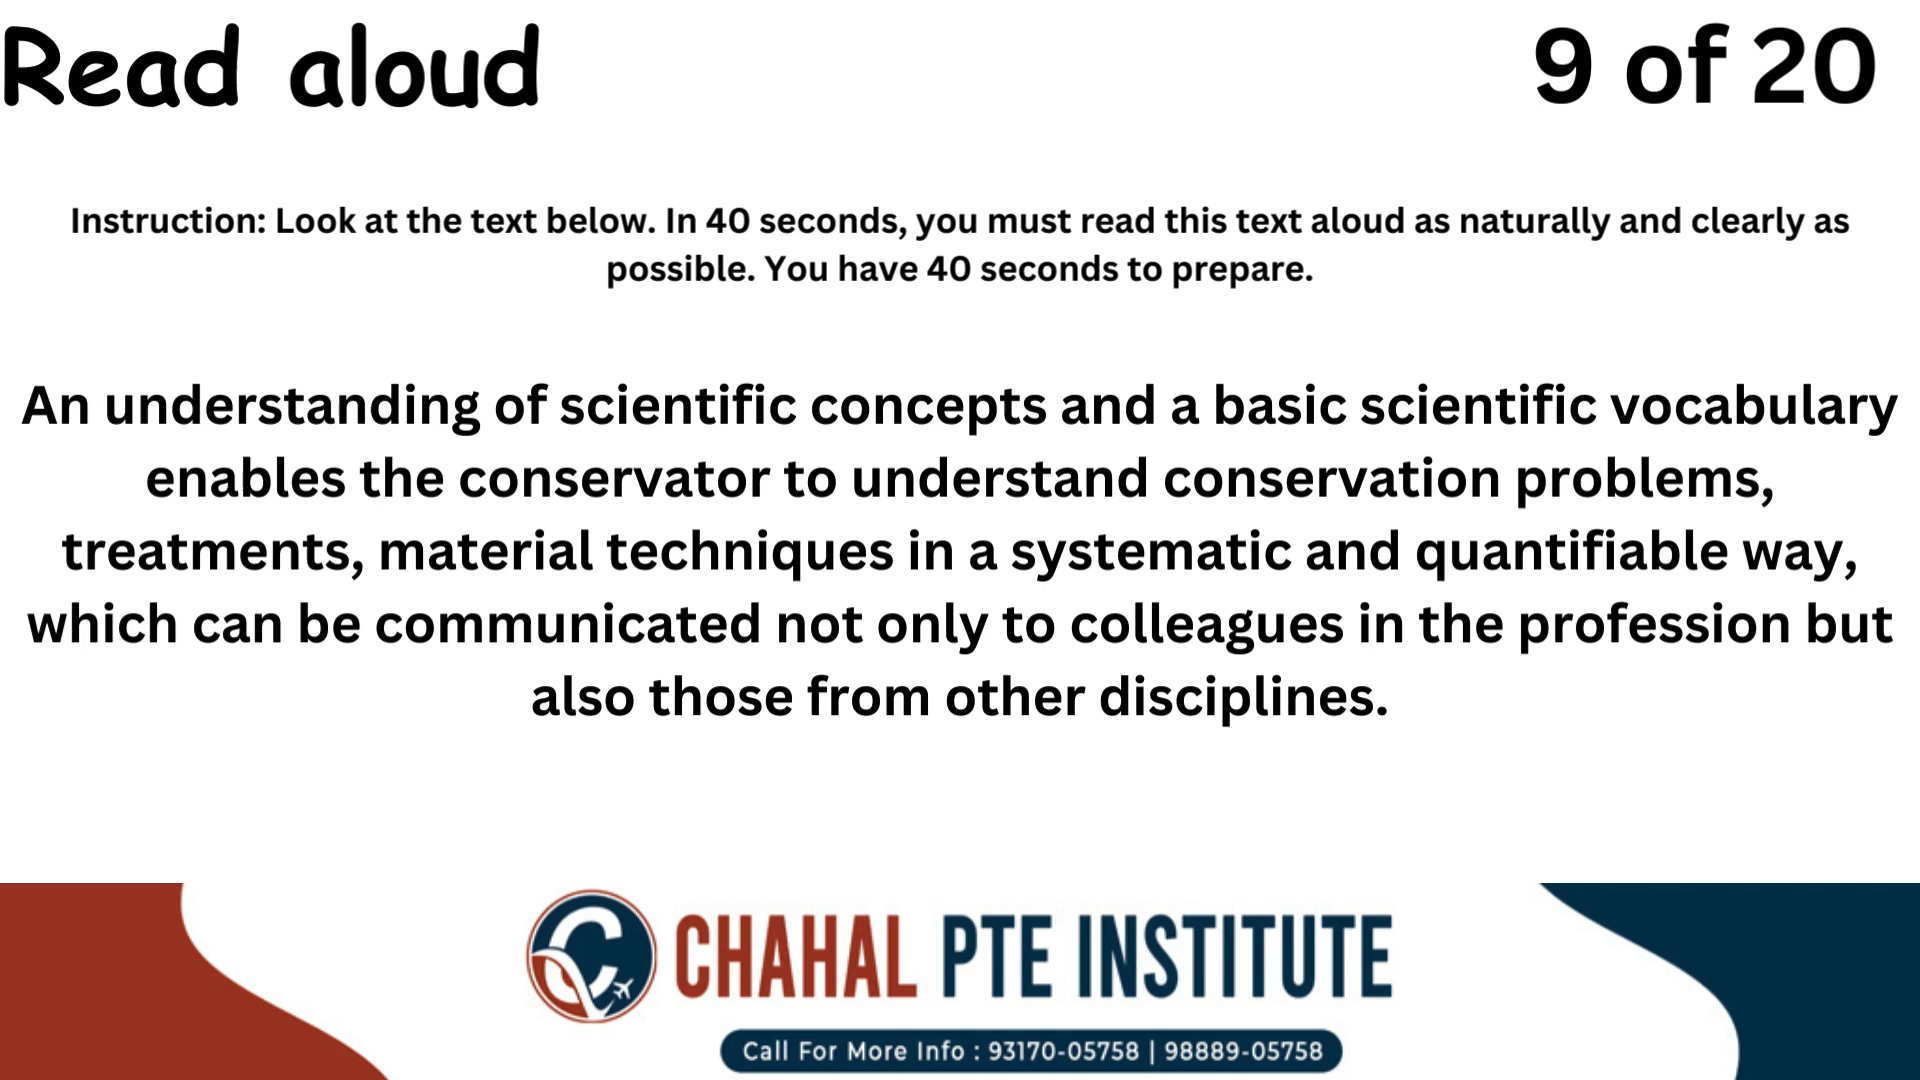 Read aloud
9 of 20
Instruction: Look at the text below. In 40 seconds, you must read this text aloud as naturally and clearly as
possible. You have 40 seconds to prepare.
An understanding of scientific concepts and a basic scientific vocabulary
enables the conservator to understand conservation problems,
treatments, material techniques in a systematic and quantifiable way,
which can be communicated not only to colleagues in the profession but
also those from other disciplines.
CHAHAL PTE INSTITUTE
Call For More Info : 93170-05758 | 98889-05758